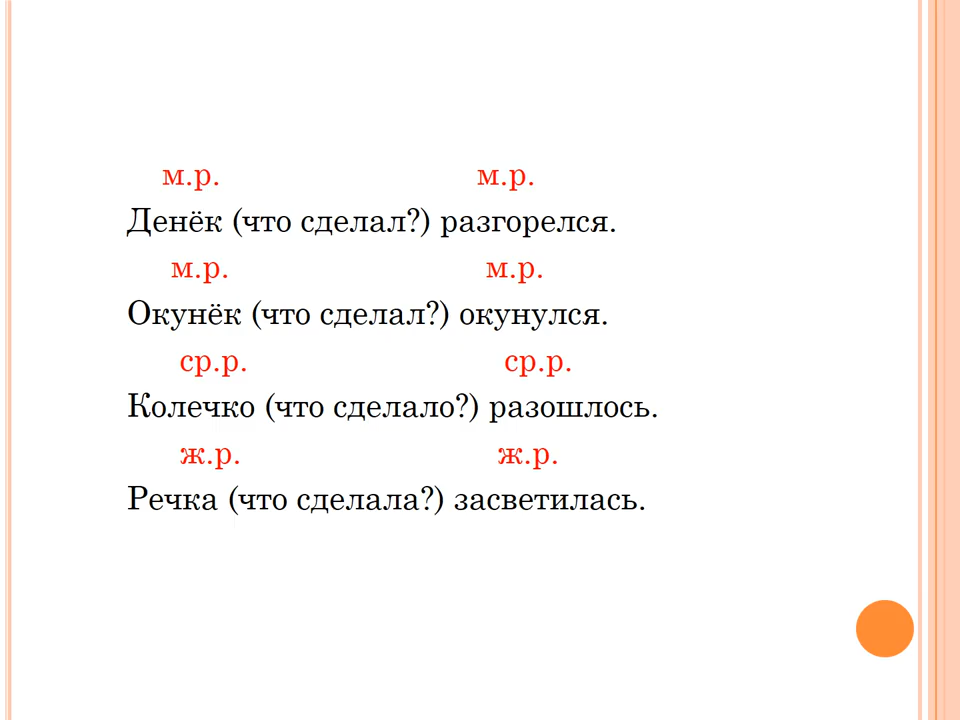 м.р. м.р.
Денёк (что сделал?) разгорелся.
м.р. м.р.
Окунёк (что сделал?) окунулся.
ср.р. ср.р.
Колечко (что сделало?) разошлось.
ж.р. ж.р.
Речка (что сделала?) засветилась.